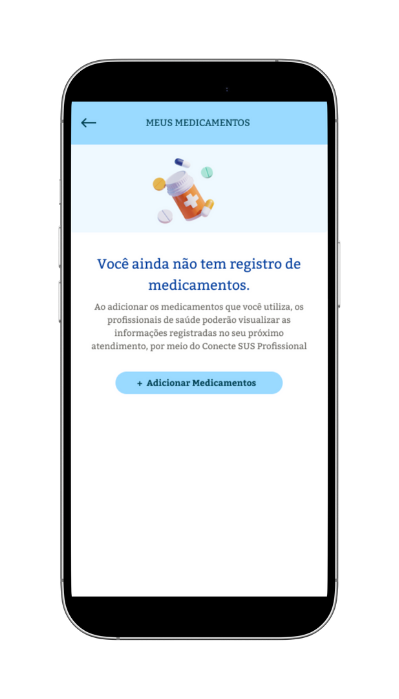 MEUS MEDICAMENTOS
Você ainda não tem registro de
medicamentos.
Ao adicionar os medicamentos que você utiliza, os
profissionais de saúde poderão visualizar as
informações registradas no seu próximo
atendimento, por meio do Conecte SUS Profissional
+ Adicionar Medicamentos